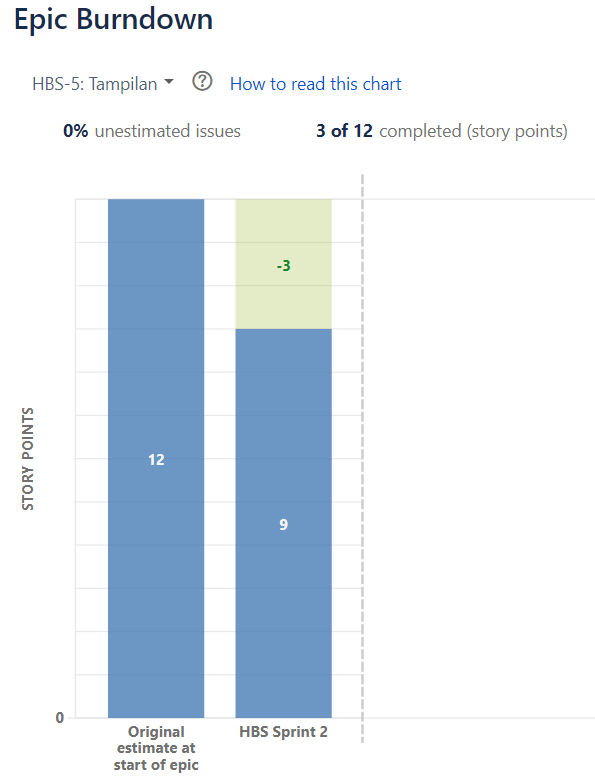 Epic Burndown
HBS-5: Tampilan
? How to read this chart
0% unestimated issues
3 of 12 completed (story points)
-3
12
9
STORY POINTS
0
Original
estimate at
start of epic
HBS Sprint 2